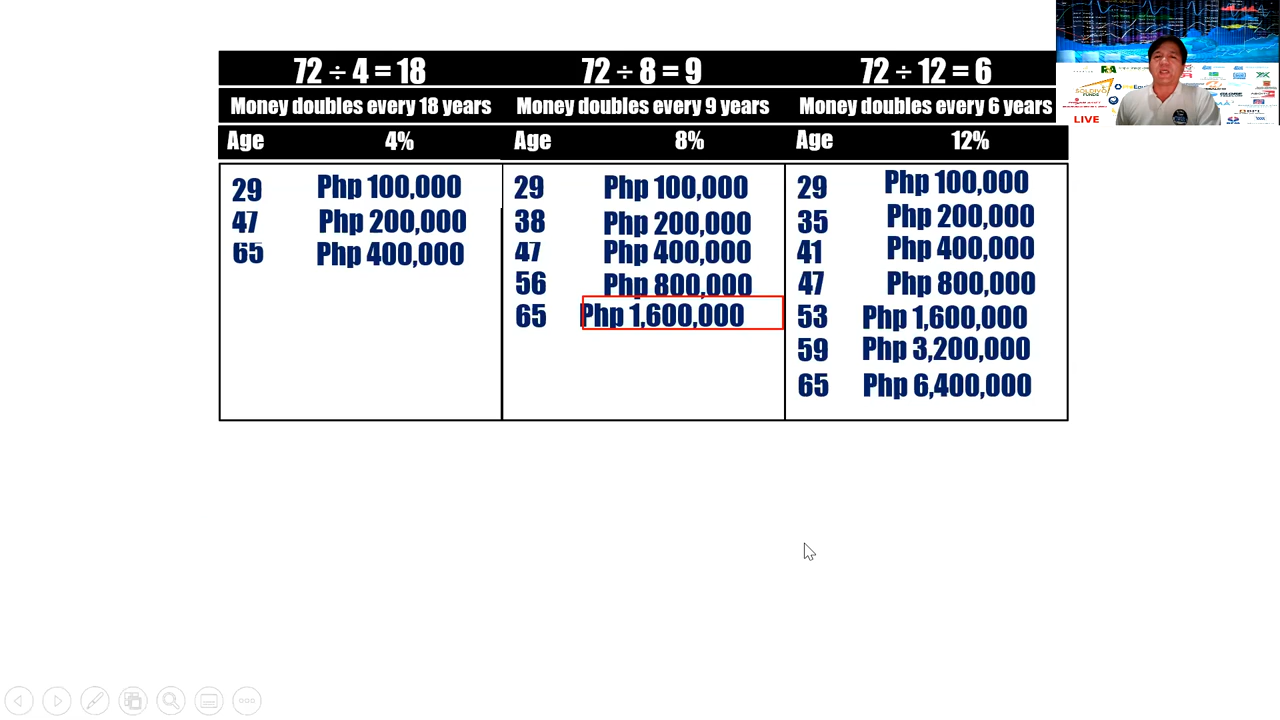 72 ÷ 4 = 18
72 ÷ 8 = 9
72 ÷ 12 = 6
Money doubles every 18 years
Money doubles every 9 years
Money doubles every 6 years
Age 4%
Age 8%
Age 12%
29 Php 100,000
47 Php 200,000
65 Php 400,000
29 Php 100,000
38 Php 200,000
47 Php 400,000
56 Php 800,000
65 Php 1,600,000
29 Php 100,000
35 Php 200,000
41 Php 400,000
47 Php 800,000
53 Php 1,600,000
59 Php 3,200,000
65 Php 6,400,000
SOLDIVO
FUNDS
LIVE